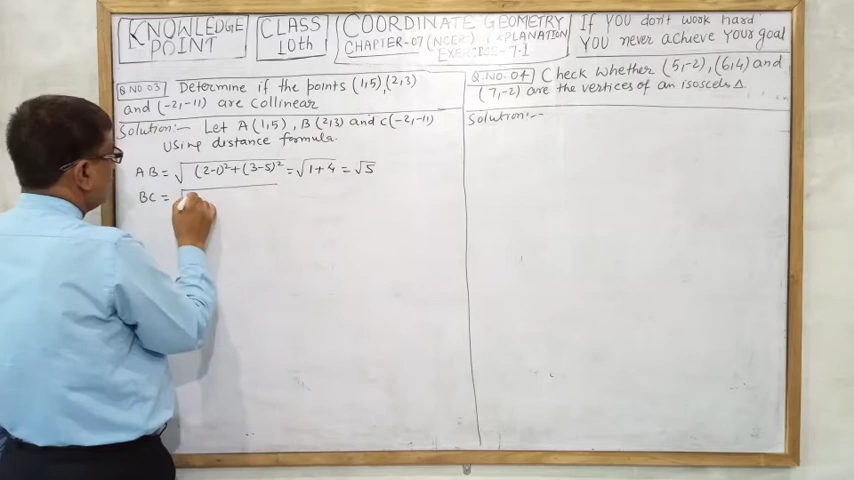 KNOWLEDGE
POINT
CLASS
10th
COORDINATE GEOMETRY
CHAPTER-07 (NCERT) EXPLANATION
EXERCISE-7.1
If You don't work hard
YOU never achieve YOUR goal
Q.NO.03 Determine if the points (1,5), (2,3)
and (-2,-11) are collinear
Solution:- Let A(1,5), B(2,3) and C(-2,-11)
Using distance formula.
AB = √(2-1)²+(3-5)² = √1+4 = √5
BC = √
Q.NO.04 Check whether (5,-2), (6,4) and
(7,-2) are the vertices of an isoscels Δ.
Solution:-